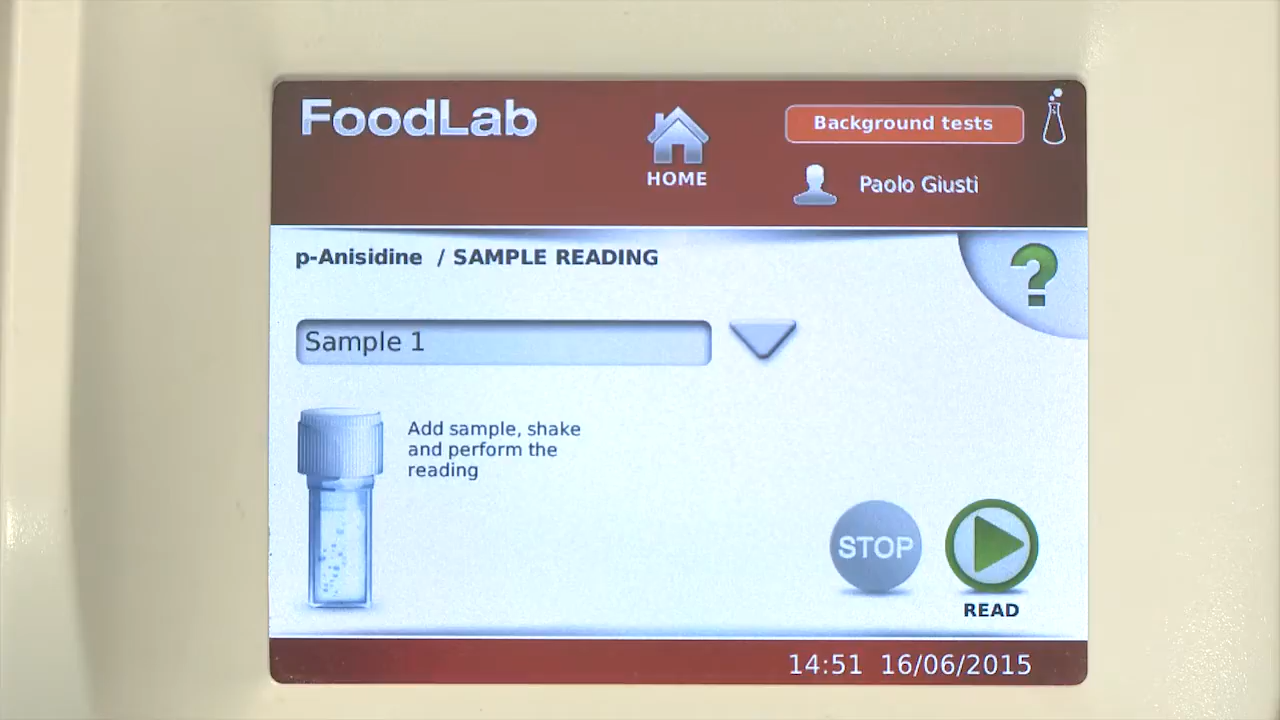 FoodLab
HOME
Background tests
Paolo Giusti
p-Anisidine / SAMPLE READING
?
Sample 1
Add sample, shake
and perform the
reading
STOP
READ
14:51 16/06/2015